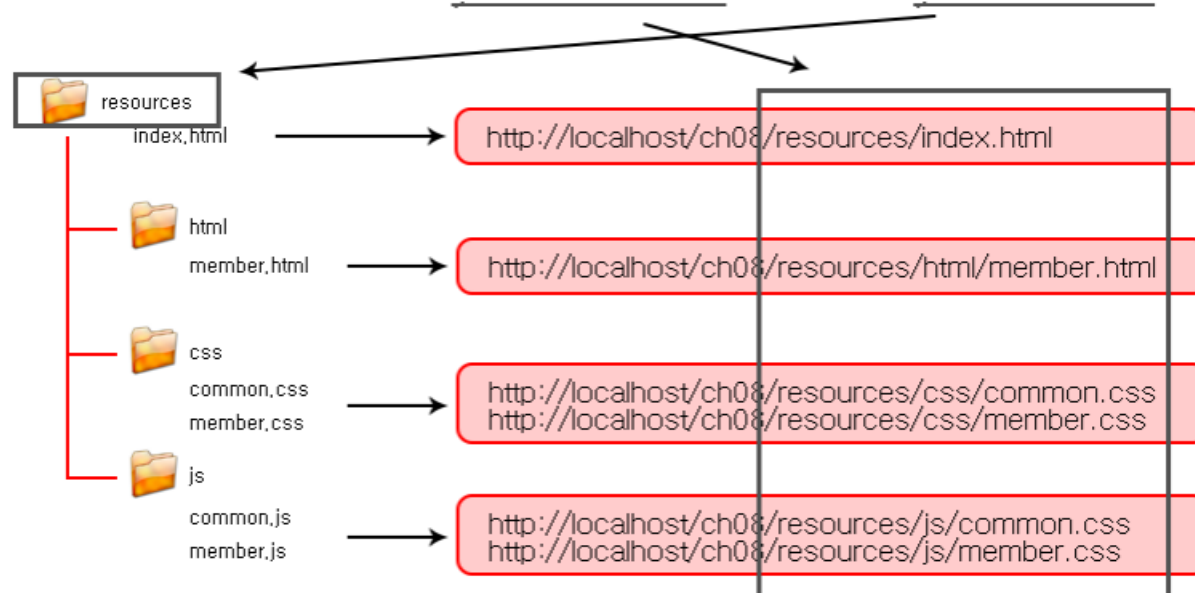 resources
index.html
http://localhost/ch08/resources/index.html
html
member.html
http://localhost/ch08/resources/html/member.html
css
common.css
member.css
http://localhost/ch08/resources/css/common.css
http://localhost/ch08/resources/css/member.css
js
common.js
member.js
http://localhost/ch08/resources/js/common.css
http://localhost/ch08/resources/js/member.css